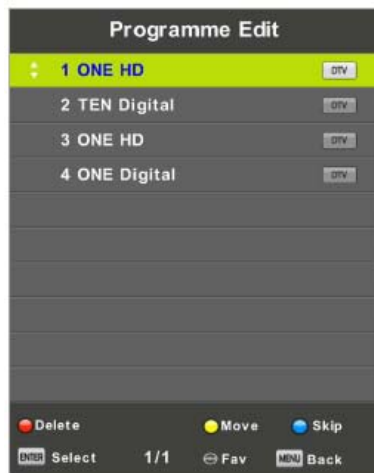 Programme Edit
1 ONE HD DTV
2 TEN Digital DTV
3 ONE HD DTV
4 ONE Digital DTV
Delete Move Skip
ENTER Select 1/1 Fav MENU Back